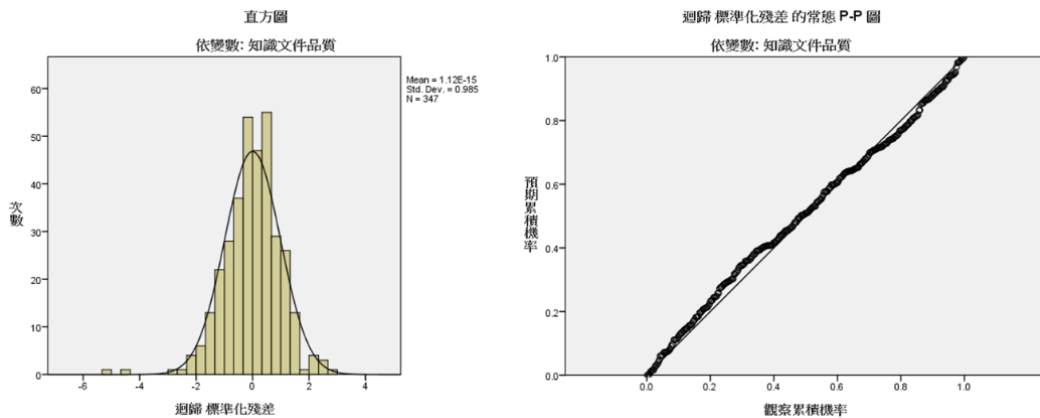 直方圖
依變數: 知識文件品質
Mean = 1.12E-15
Std. Dev. = 0.985
N = 347
次數
60
50
40
30
20
10
0
-6
-4
-2
0
2
4
迴歸 標準化殘差
迴歸 標準化殘差 的常態 P-P 圖
依變數: 知識文件品質
預期累積機率
1.0
0.8
0.6
0.4
0.2
0.0
0.0
0.2
0.4
0.6
0.8
1.0
觀察累積機率